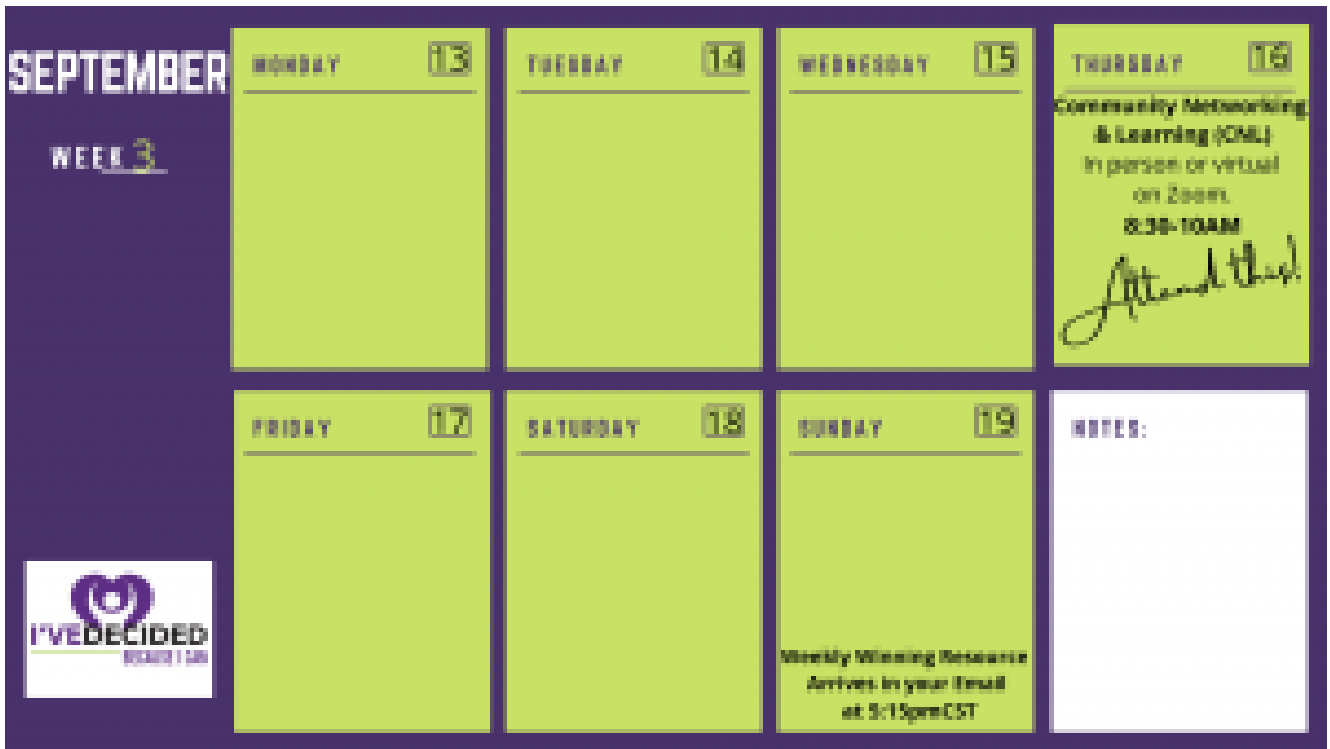 SEPTEMBER
WEEK 3
MONDAY 13
TUESDAY 14
WEDNESDAY 15
THURSDAY 16
Community Networking
& Learning (CNL)
In person or virtual
on Zoom.
8:30-10AM
Attend this!
FRIDAY 17
SATURDAY 18
SUNDAY 19
Weekly Winning Resource
Arrives in your Email
at 5:15pmCST
NOTES:
I'VEDECIDED
BECAUSE I CAN